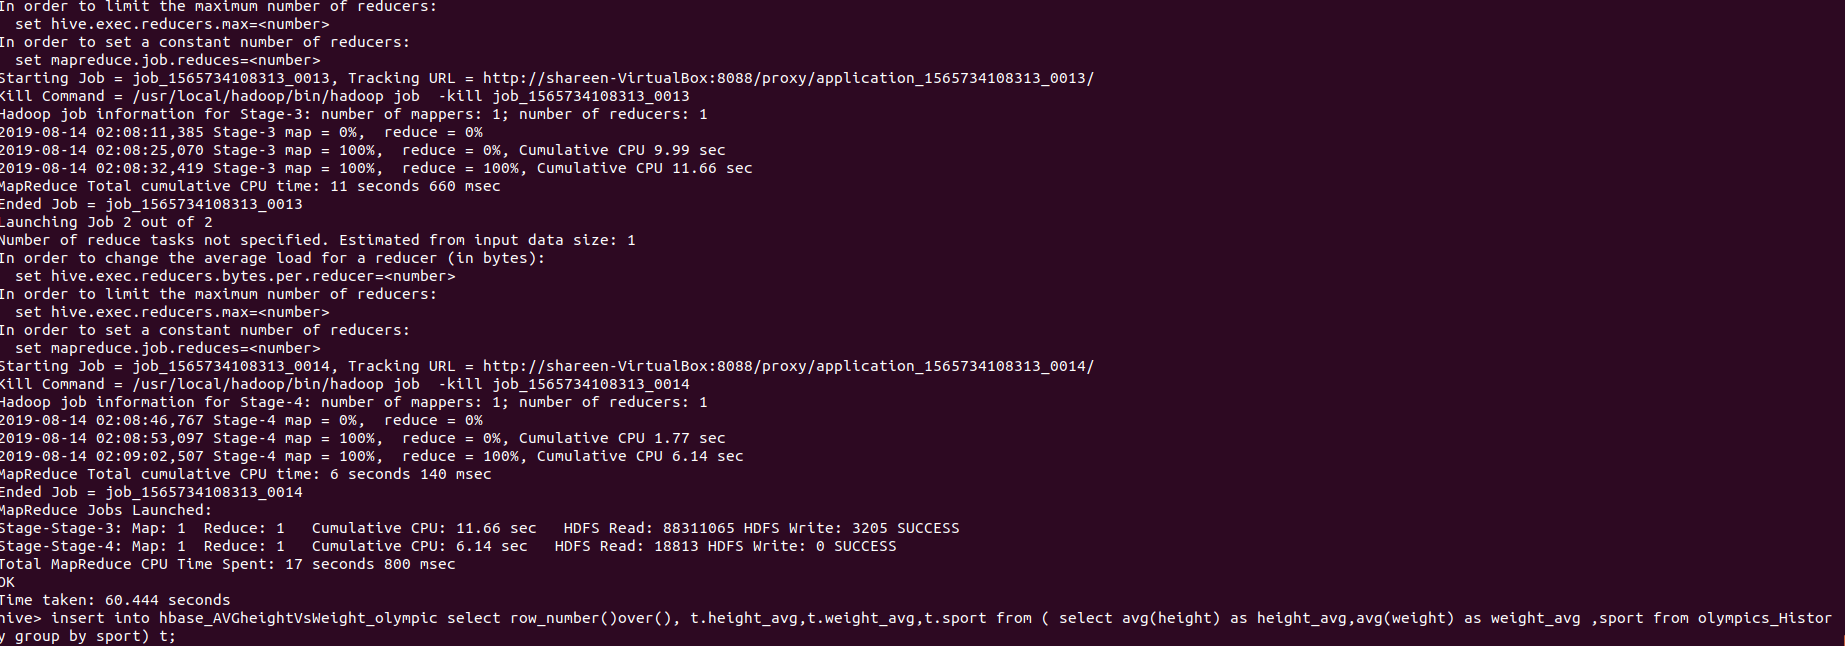 In order to limit the maximum number of reducers:
  set hive.exec.reducers.max=<number>
In order to set a constant number of reducers:
  set mapreduce.job.reduces=<number>
Starting Job = job_1565734108313_0013, Tracking URL = http://shareen-VirtualBox:8088/proxy/application_1565734108313_0013/
Kill Command = /usr/local/hadoop/bin/hadoop job  -kill job_1565734108313_0013
Hadoop job information for Stage-3: number of mappers: 1; number of reducers: 1
2019-08-14 02:08:11,385 Stage-3 map = 0%,  reduce = 0%
2019-08-14 02:08:25,070 Stage-3 map = 100%,  reduce = 0%, Cumulative CPU 9.99 sec
2019-08-14 02:08:32,419 Stage-3 map = 100%,  reduce = 100%, Cumulative CPU 11.66 sec
MapReduce Total cumulative CPU time: 11 seconds 660 msec
Ended Job = job_1565734108313_0013
Launching Job 2 out of 2
Number of reduce tasks not specified. Estimated from input data size: 1
In order to change the average load for a reducer (in bytes):
  set hive.exec.reducers.bytes.per.reducer=<number>
In order to limit the maximum number of reducers:
  set hive.exec.reducers.max=<number>
In order to set a constant number of reducers:
  set mapreduce.job.reduces=<number>
Starting Job = job_1565734108313_0014, Tracking URL = http://shareen-VirtualBox:8088/proxy/application_1565734108313_0014/
Kill Command = /usr/local/hadoop/bin/hadoop job  -kill job_1565734108313_0014
Hadoop job information for Stage-4: number of mappers: 1; number of reducers: 1
2019-08-14 02:08:46,767 Stage-4 map = 0%,  reduce = 0%
2019-08-14 02:08:53,097 Stage-4 map = 100%,  reduce = 0%, Cumulative CPU 1.77 sec
2019-08-14 02:09:02,507 Stage-4 map = 100%,  reduce = 100%, Cumulative CPU 6.14 sec
MapReduce Total cumulative CPU time: 6 seconds 140 msec
Ended Job = job_1565734108313_0014
MapReduce Jobs Launched:
Stage-Stage-3: Map: 1  Reduce: 1   Cumulative CPU: 11.66 sec   HDFS Read: 88311065 HDFS Write: 3205 SUCCESS
Stage-Stage-4: Map: 1  Reduce: 1   Cumulative CPU: 6.14 sec   HDFS Read: 18813 HDFS Write: 0 SUCCESS
Total MapReduce CPU Time Spent: 17 seconds 800 msec
OK
Time taken: 60.444 seconds
hive> insert into hbase_AVGheightVsWeight_olympic select row_number()over(), t.height_avg,t.weight_avg,t.sport from ( select avg(height) as height_avg,avg(weight) as weight_avg ,sport from olympics_Histor
y group by sport) t;